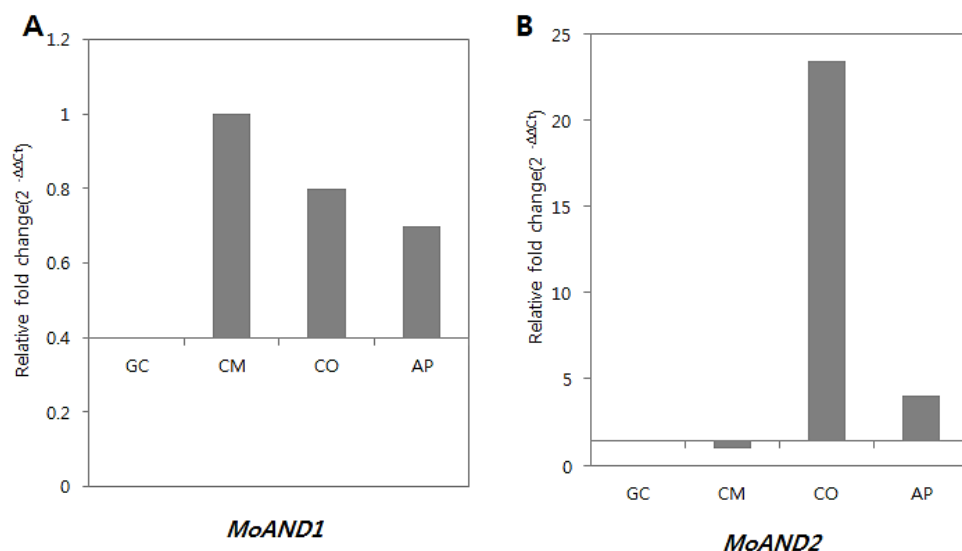 A
Relative fold change(2 -ΔΔCt)
1.2
1
0.8
0.6
0.4
0.2
0
GC CM CO AP
MoAND1
B
Relative fold change(2 -ΔΔCt)
25
20
15
10
5
0
GC CM CO AP
MoAND2